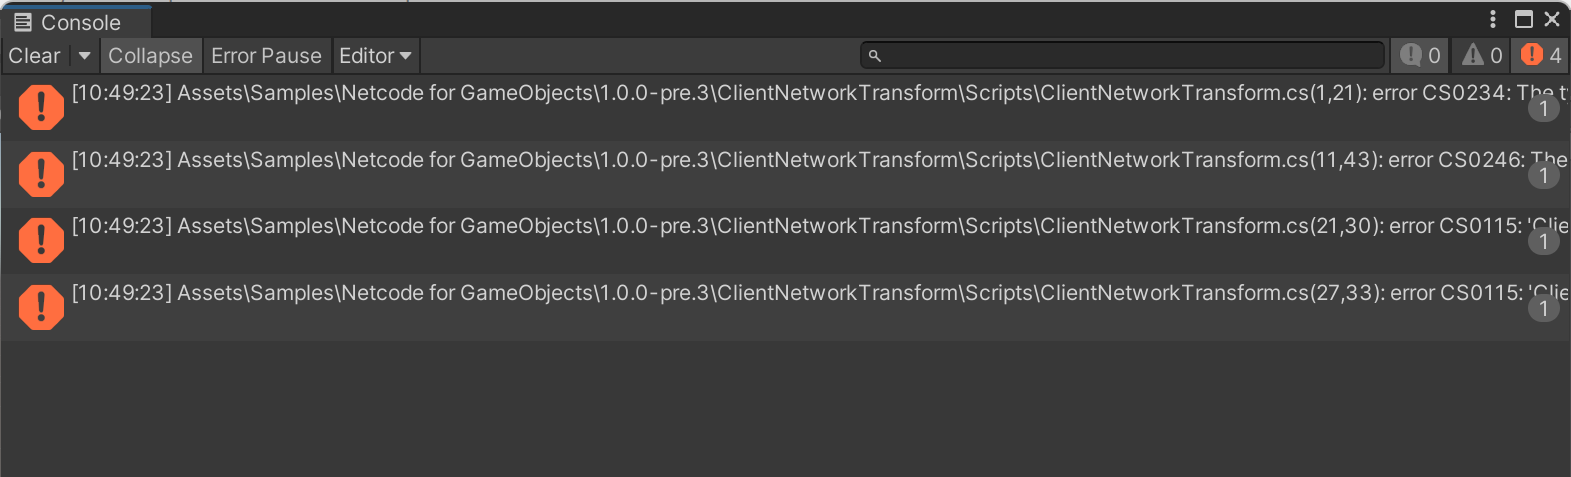 Console
Clear Collapse Error Pause Editor 0 0 4
[10:49:23] Assets\Samples\Netcode for GameObjects\1.0.0-pre.3\ClientNetworkTransform\Scripts\ClientNetworkTransform.cs(1,21): error CS0234: The
1
[10:49:23] Assets\Samples\Netcode for GameObjects\1.0.0-pre.3\ClientNetworkTransform\Scripts\ClientNetworkTransform.cs(11,43): error CS0246: The
1
[10:49:23] Assets\Samples\Netcode for GameObjects\1.0.0-pre.3\ClientNetworkTransform\Scripts\ClientNetworkTransform.cs(21,30): error CS0115: 'Clie
1
[10:49:23] Assets\Samples\Netcode for GameObjects\1.0.0-pre.3\ClientNetworkTransform\Scripts\ClientNetworkTransform.cs(27,33): error CS0115: 'Clie
1